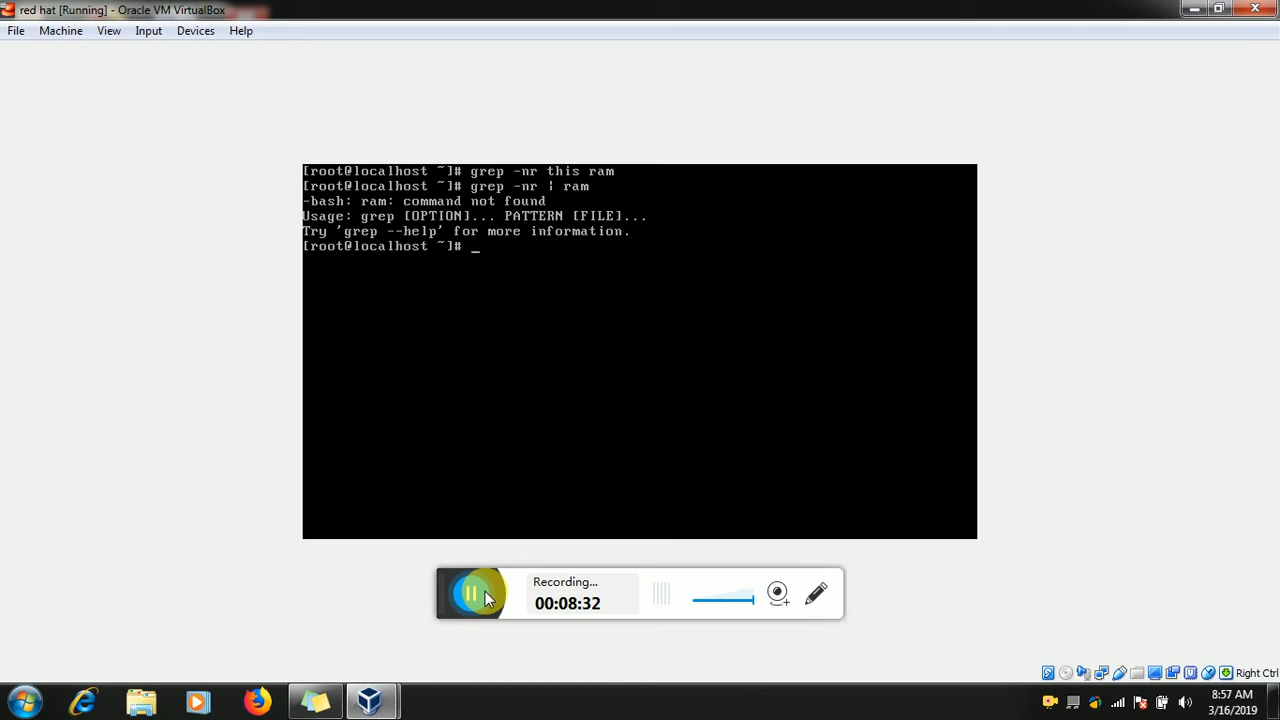 red hat [Running] - Oracle VM VirtualBox
File Machine View Input Devices Help
[root@localhost ~]# grep -nr this ram
[root@localhost ~]# grep -nr | ram
-bash: ram: command not found
Usage: grep [OPTION]... PATTERN [FILE]...
Try 'grep --help' for more information.
[root@localhost ~]# _
Recording...
00:08:32
Right Ctrl
8:57 AM
3/16/2019